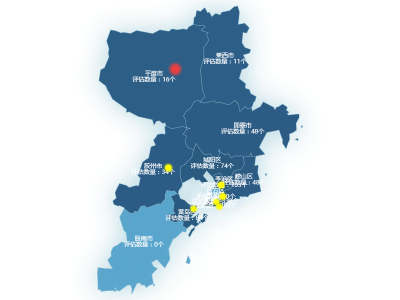 莱西市
评估数量：11个
平度市
评估数量：16个
即墨市
评估数量：48个
城阳区
评估数量：74个
胶州市
评估数量：34个
崂山区
评估数量：48
李沧区
黄岛
评估数量：
胶南市
评估数量：0个